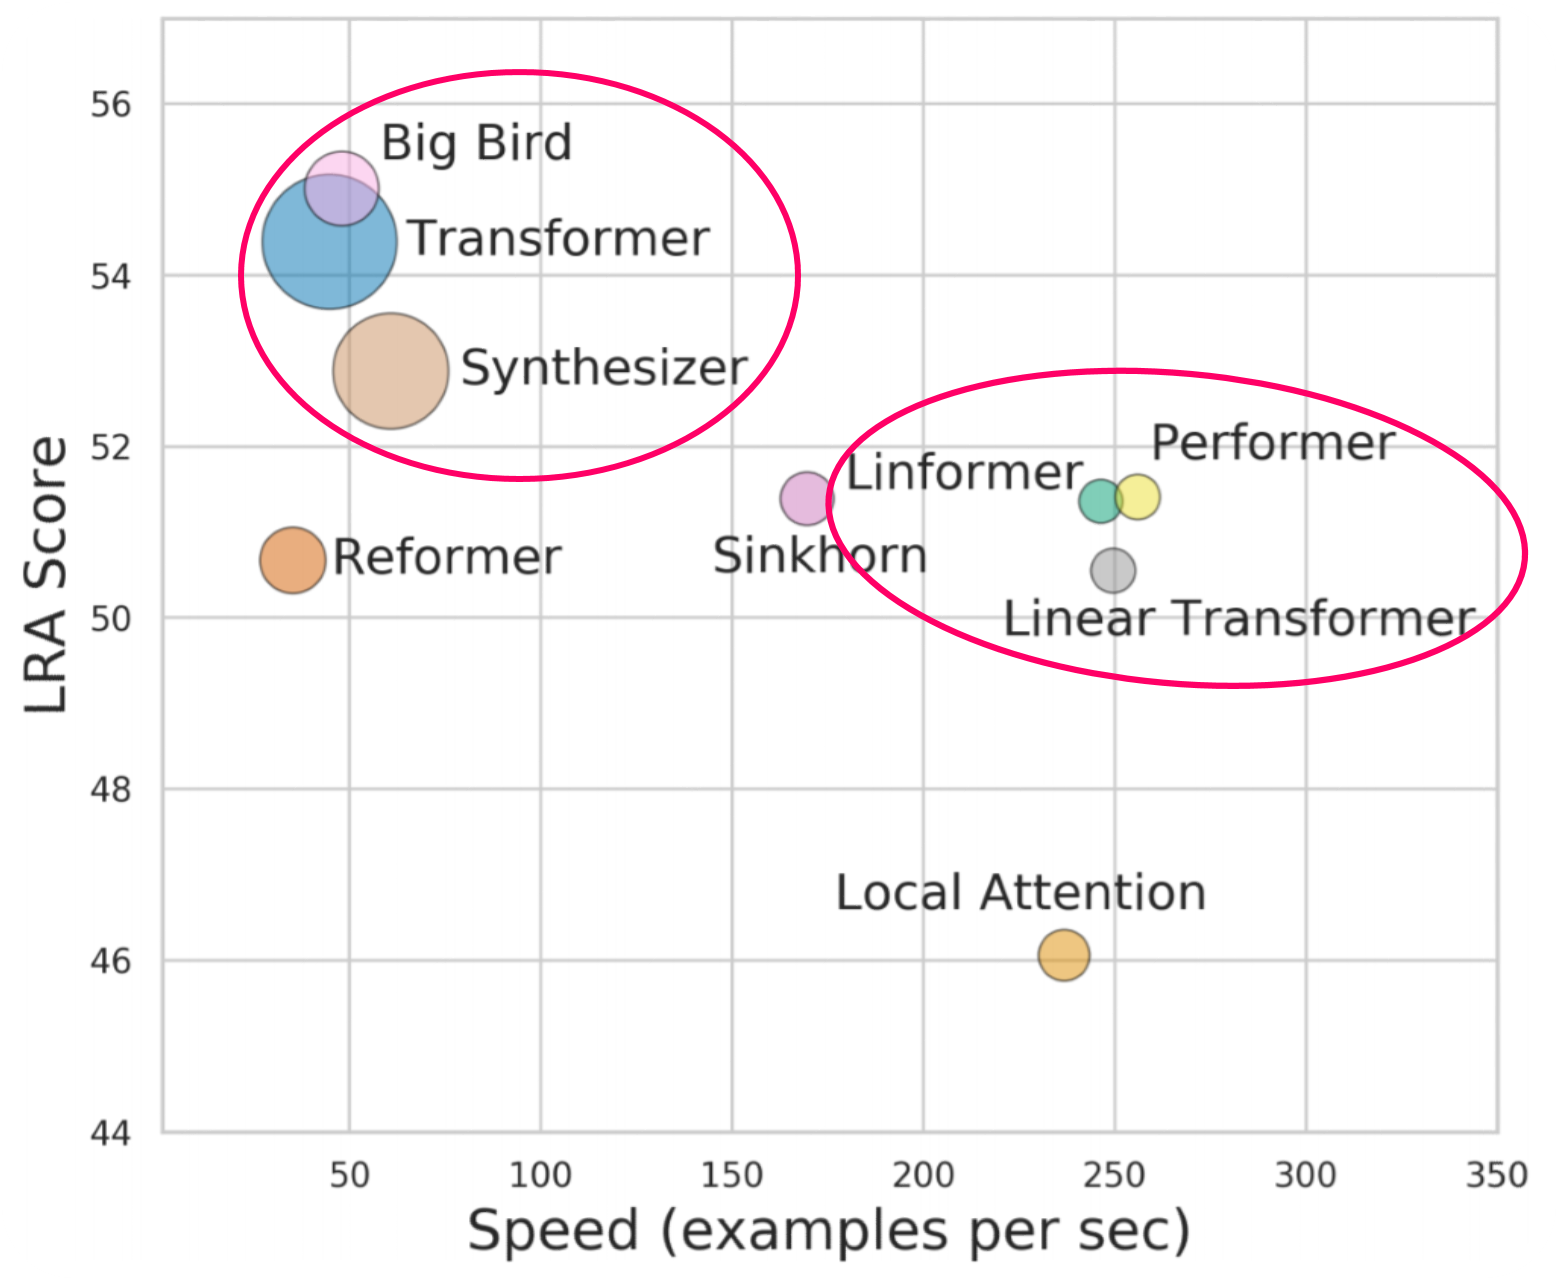 56
Big Bird
Transformer
54
Synthesizer
52
Performer
Linformer
Sinkhorn
Reformer
50
Linear Transformer
LRA Score
48
Local Attention
46
44
50 100 150 200 250 300 350
Speed (examples per sec)